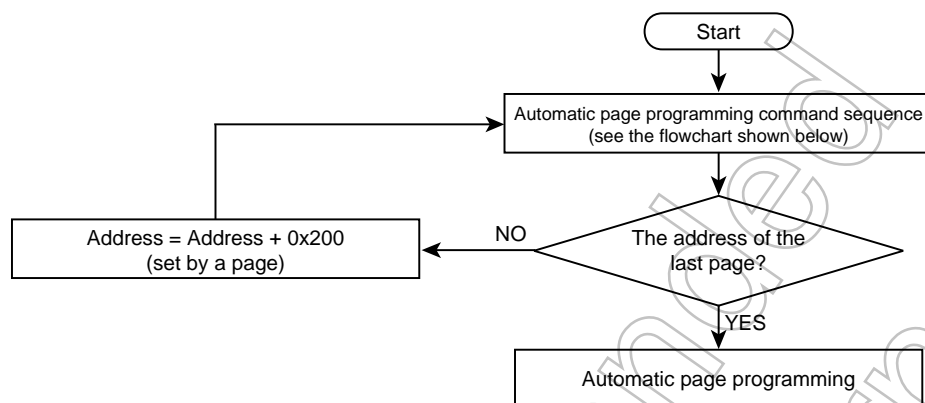 Start
Automatic page programming command sequence
(see the flowchart shown below)
Address = Address + 0x200
(set by a page)
NO
The address of the
last page?
YES
Automatic page programming